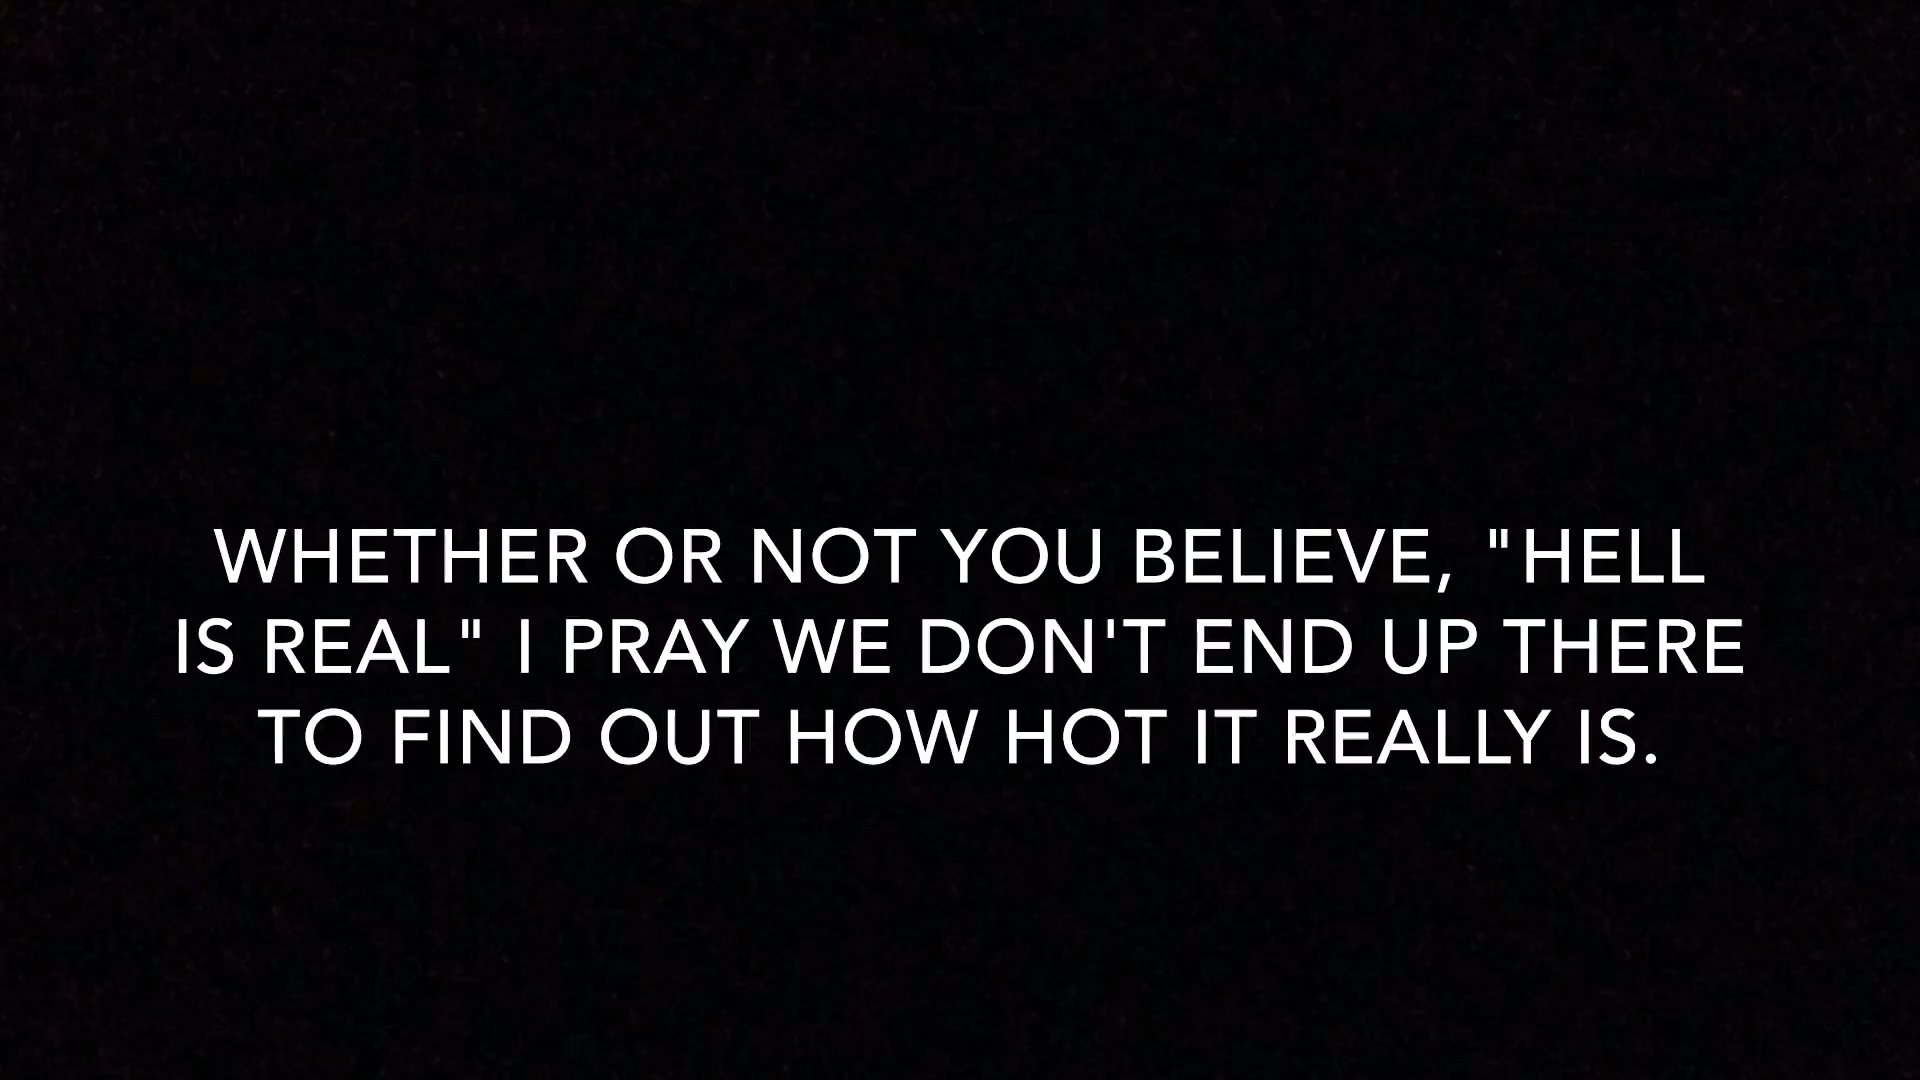 WHETHER OR NOT YOU BELIEVE, "HELL
IS REAL" I PRAY WE DON'T END UP THERE
TO FIND OUT HOW HOT IT REALLY IS.